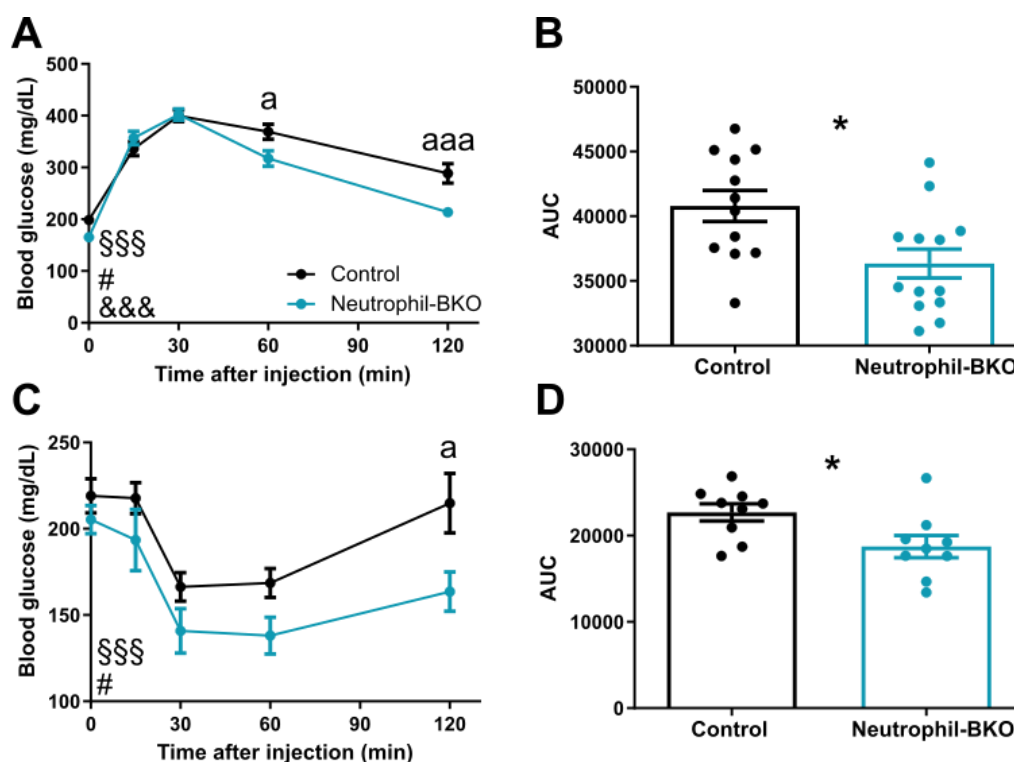 A
Blood glucose (mg/dL)
500
400
300
200
100
0
a
aaa
§§§
#
&&&
Control
Neutrophil-BKO
0
30
60
90
120
Time after injection (min)
B
AUC
50000
45000
40000
35000
30000
*
Control
Neutrophil-BKO
C
Blood glucose (mg/dL)
250
200
150
100
a
§§§
#
0
30
60
90
120
Time after injection (min)
D
AUC
30000
20000
10000
0
*
Control
Neutrophil-BKO